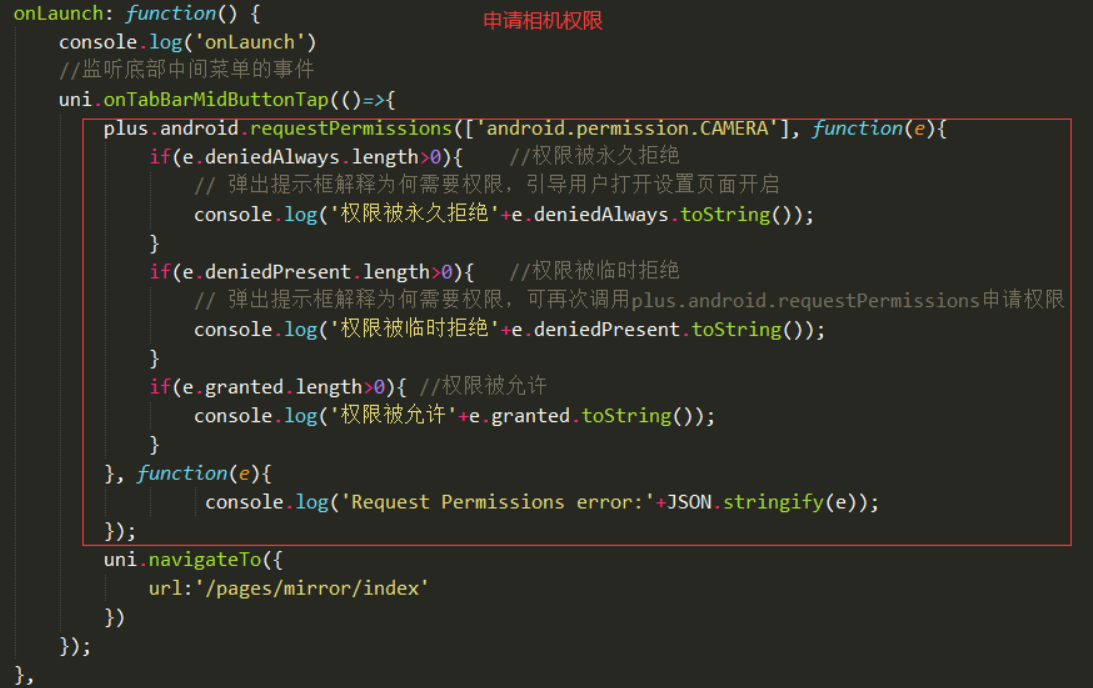 onLaunch: function() {
申请相机权限
console.log('onLaunch')
//监听底部中间菜单的事件
uni.onTabBarMidButtonTap(()=>{
plus.android.requestPermissions(['android.permission.CAMERA'], function(e){
if(e.deniedAlways.length>0){ //权限被永久拒绝
// 弹出提示框解释为何需要权限，引导用户打开设置页面开启
console.log('权限被永久拒绝'+e.deniedAlways.toString());
}
if(e.deniedPresent.length>0){ //权限被临时拒绝
// 弹出提示框解释为何需要权限，可再次调用plus.android.requestPermissions申请权限
console.log('权限被临时拒绝'+e.deniedPresent.toString());
}
if(e.granted.length>0){ //权限被允许
console.log('权限被允许'+e.granted.toString());
}
}, function(e){
console.log('Request Permissions error:'+JSON.stringify(e));
});
uni.navigateTo({
url:'/pages/mirror/index'
})
});
},